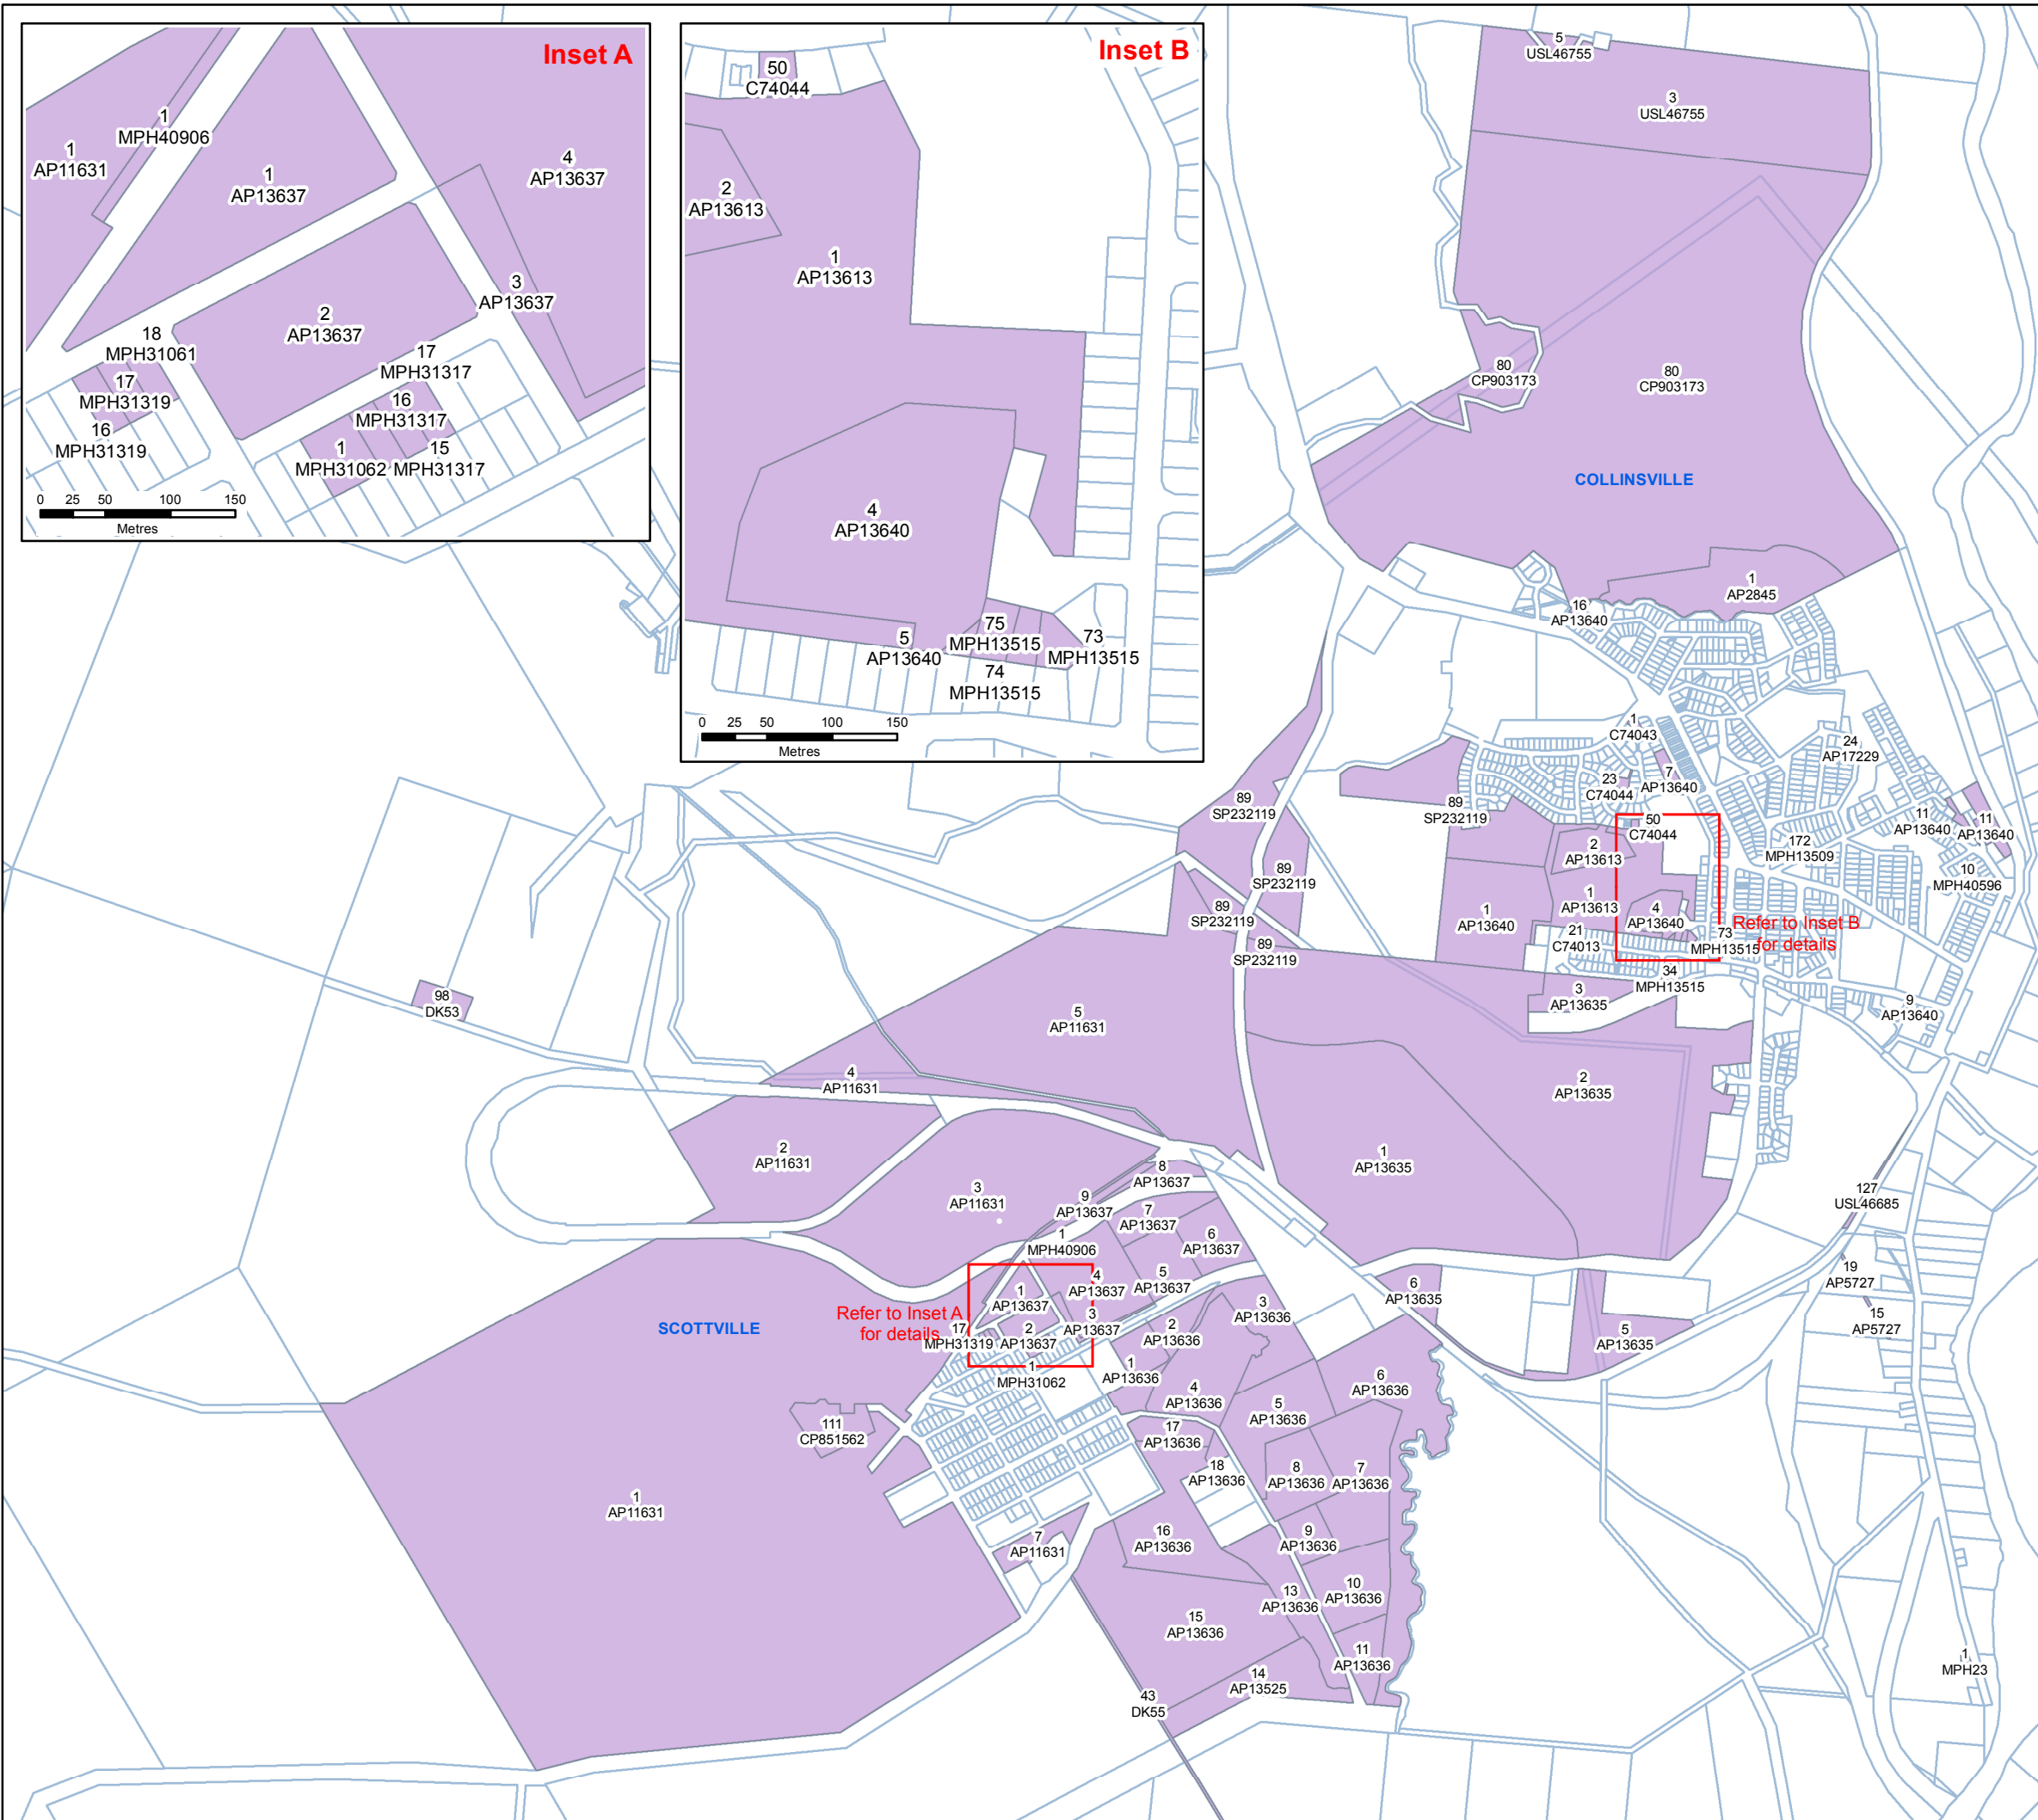 Inset A
1
MPH40906
1
AP11631
1
AP13637
4
AP13637
3
AP13637
2
AP13637
18
MPH31061
17
MPH31317
17
MPH31319
16
MPH31317
16
MPH31319
1
MPH31062
15
MPH31317
0 25 50 100 150
Metres
Inset B
50
C74044
2
AP13613
1
AP13613
4
AP13640
5
AP13640
75
MPH13515
73
MPH13515
74
MPH13515
0 25 50 100 150
Metres
5
USL46755
3
USL46755
80
CP903173
80
CP903173
COLLINSVILLE
1
AP2845
16
AP13640
1
C74043
24
AP17229
7
AP13640
23
C74044
89
SP232119
89
SP232119
50
C74044
11
AP13640
11
AP13640
2
AP13613
172
MPH13509
10
MPH40596
89
SP232119
89
SP232119
89
SP232119
1
AP13640
1
AP13613
4
AP13640
Refer to Inset B
for details
21
C74013
73
MPH13515
34
MPH13515
3
AP13635
9
AP13640
98
DK53
5
AP11631
4
AP11631
2
AP13635
2
AP11631
1
AP13635
3
AP11631
8
AP13637
9
AP13637
7
AP13637
6
AP13637
1
MPH40906
5
AP13637
4
AP13637
1
AP13637
3
AP13637
2
AP13637
Refer to Inset A
for details
17
MPH31319
1
MPH31062
SCOTTVILLE
127
USL46685
19
AP5727
15
AP5727
6
AP13635
5
AP13635
3
AP13636
2
AP13636
1
AP13636
4
AP13636
5
AP13636
6
AP13636
17
AP13636
18
AP13636
8
AP13636
7
AP13636
111
CP851562
1
AP11631
7
AP11631
16
AP13636
9
AP13636
13
AP13636
10
AP13636
15
AP13636
11
AP13636
14
AP13525
43
DK55
1
MPH23